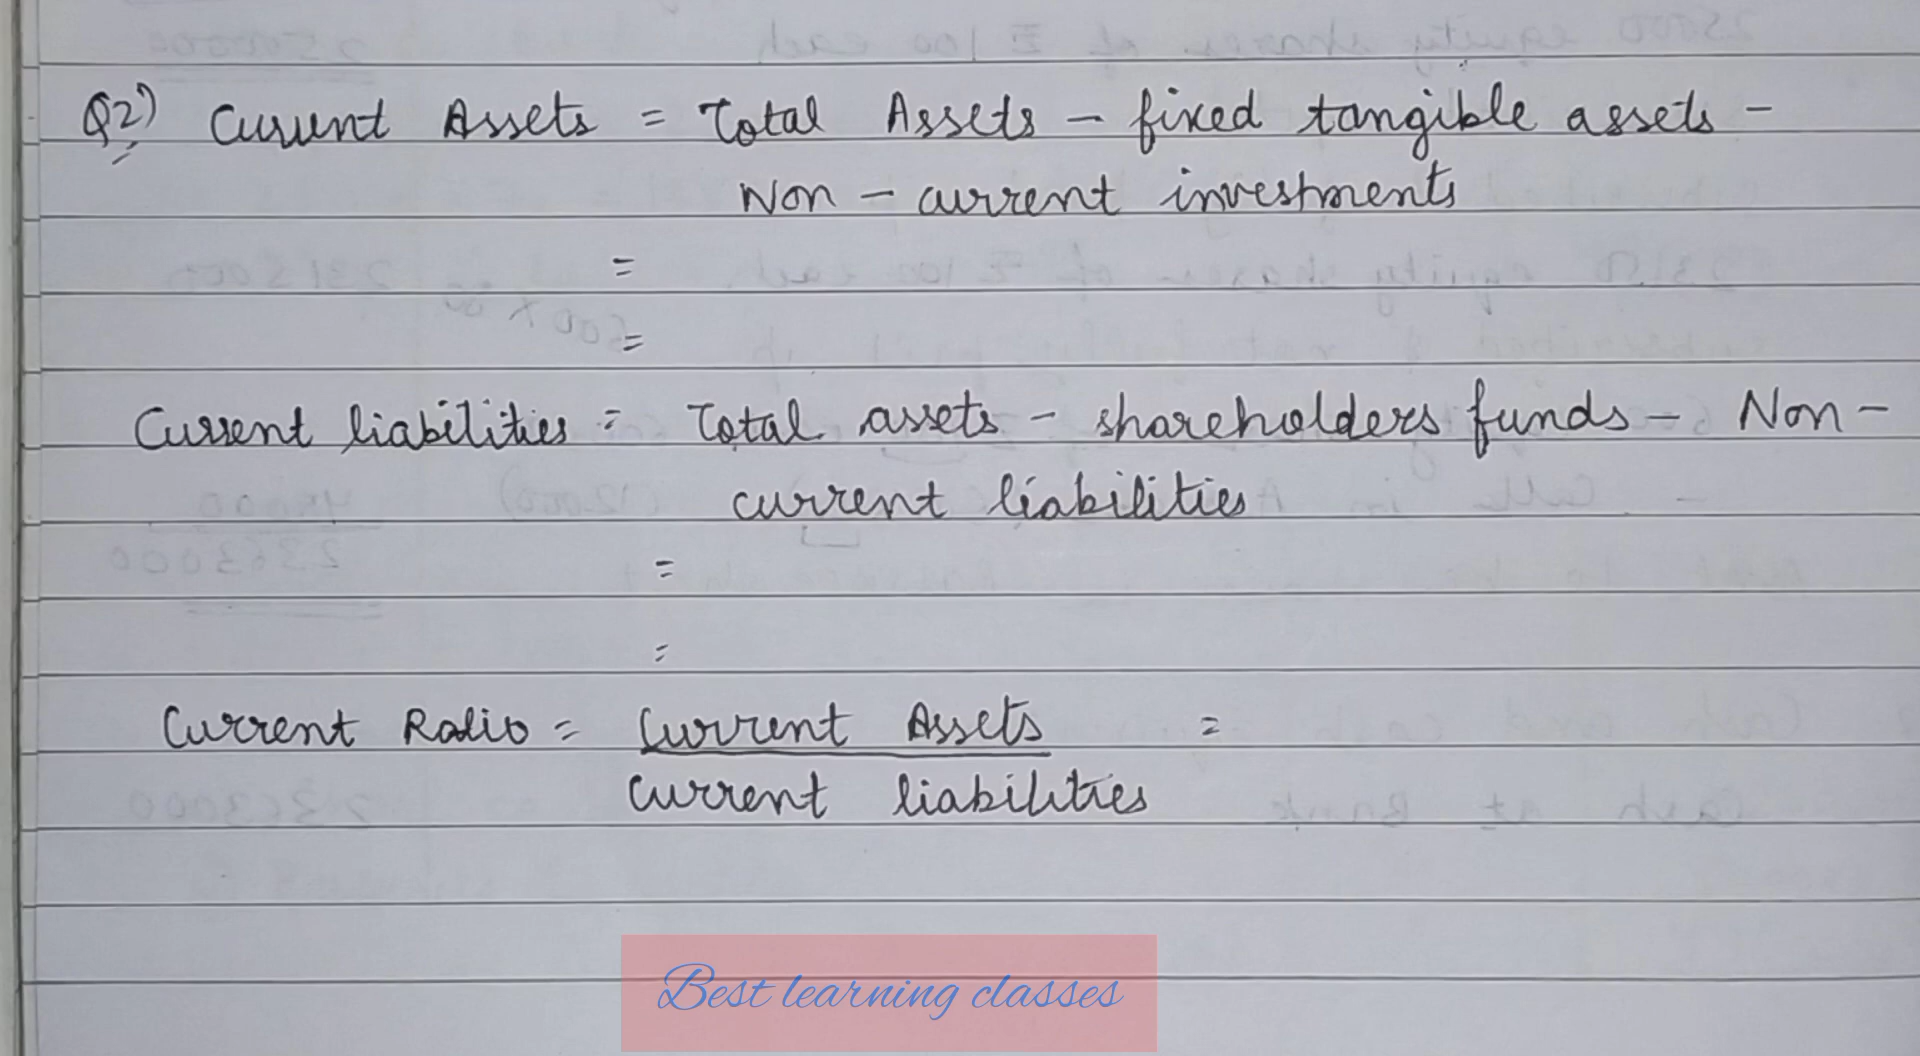 Q2) Current Assets = Total Assets - fixed tangible assets -
Non - current investments
=
=
Current liabilities = Total assets - shareholders funds - Non -
current liabilities
=
=
Current Ratio = Current Assets =
Current liabilities
Best learning classes